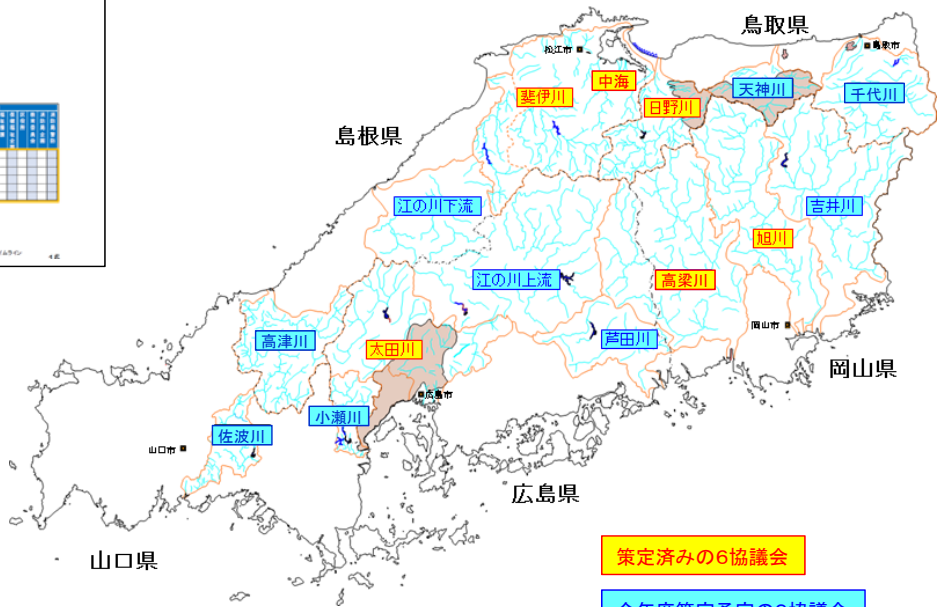 鳥取県
松江市
鳥取市
中海
斐伊川
日野川
天神川
千代川
島根県
江の川下流
吉井川
旭川
江の川上流
高梁川
岡山市
高津川
太田川
芦田川
岡山県
広島市
小瀬川
佐波川
山口市
広島県
策定済みの6協議会
山口県